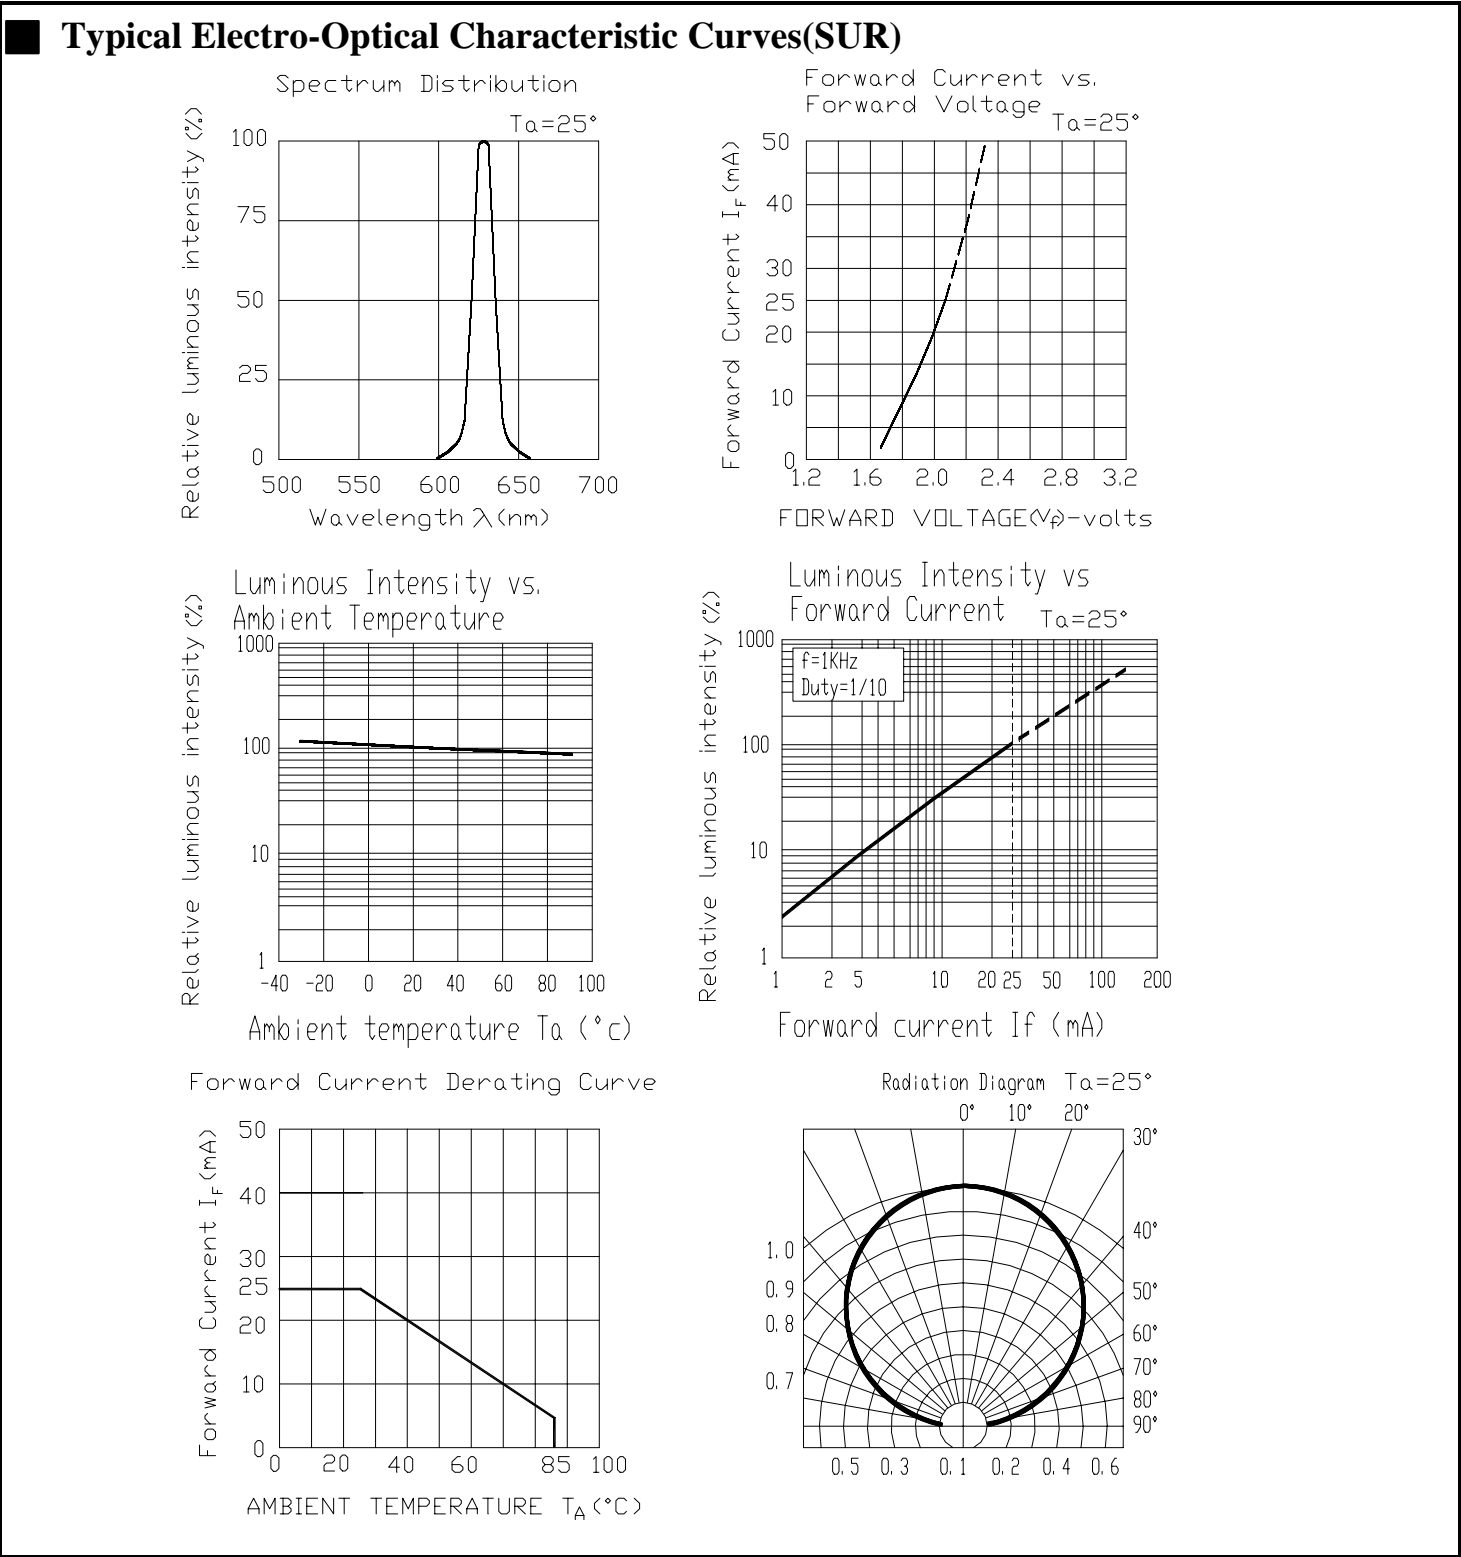 Typical Electro-Optical Characteristic Curves(SUR)
Spectrum Distribution
Ta=25°
Relative luminous intensity (%)
100
75
50
25
0
500 550 600 650 700
Wavelength λ(nm)
Forward Current vs.
Forward Voltage
Ta=25°
Forward Current IF(mA)
50
40
30
25
20
10
0
1.2 1.6 2.0 2.4 2.8 3.2
FORWARD VOLTAGE(Vf)-volts
Luminous Intensity vs.
Ambient Temperature
Relative luminous intensity (%)
1000
100
10
1
-40 -20 0 20 40 60 80 100
Ambient temperature Ta (°c)
Luminous Intensity vs
Forward Current
Ta=25°
Relative luminous intensity (%)
f=1KHz
Duty=1/10
1000
100
10
1
1 2 5 10 20 25 50 100 200
Forward current If (mA)
Forward Current Derating Curve
Forward Current IF(mA)
50
40
30
25
20
10
0
0 20 40 60 85 100
AMBIENT TEMPERATURE TA(°C)
Radiation Diagram Ta=25°
0° 10° 20°
30°
40°
50°
60°
70°
80°
90°
1.0
0.9
0.8
0.7
0.5 0.3 0.1 0.2 0.4 0.6